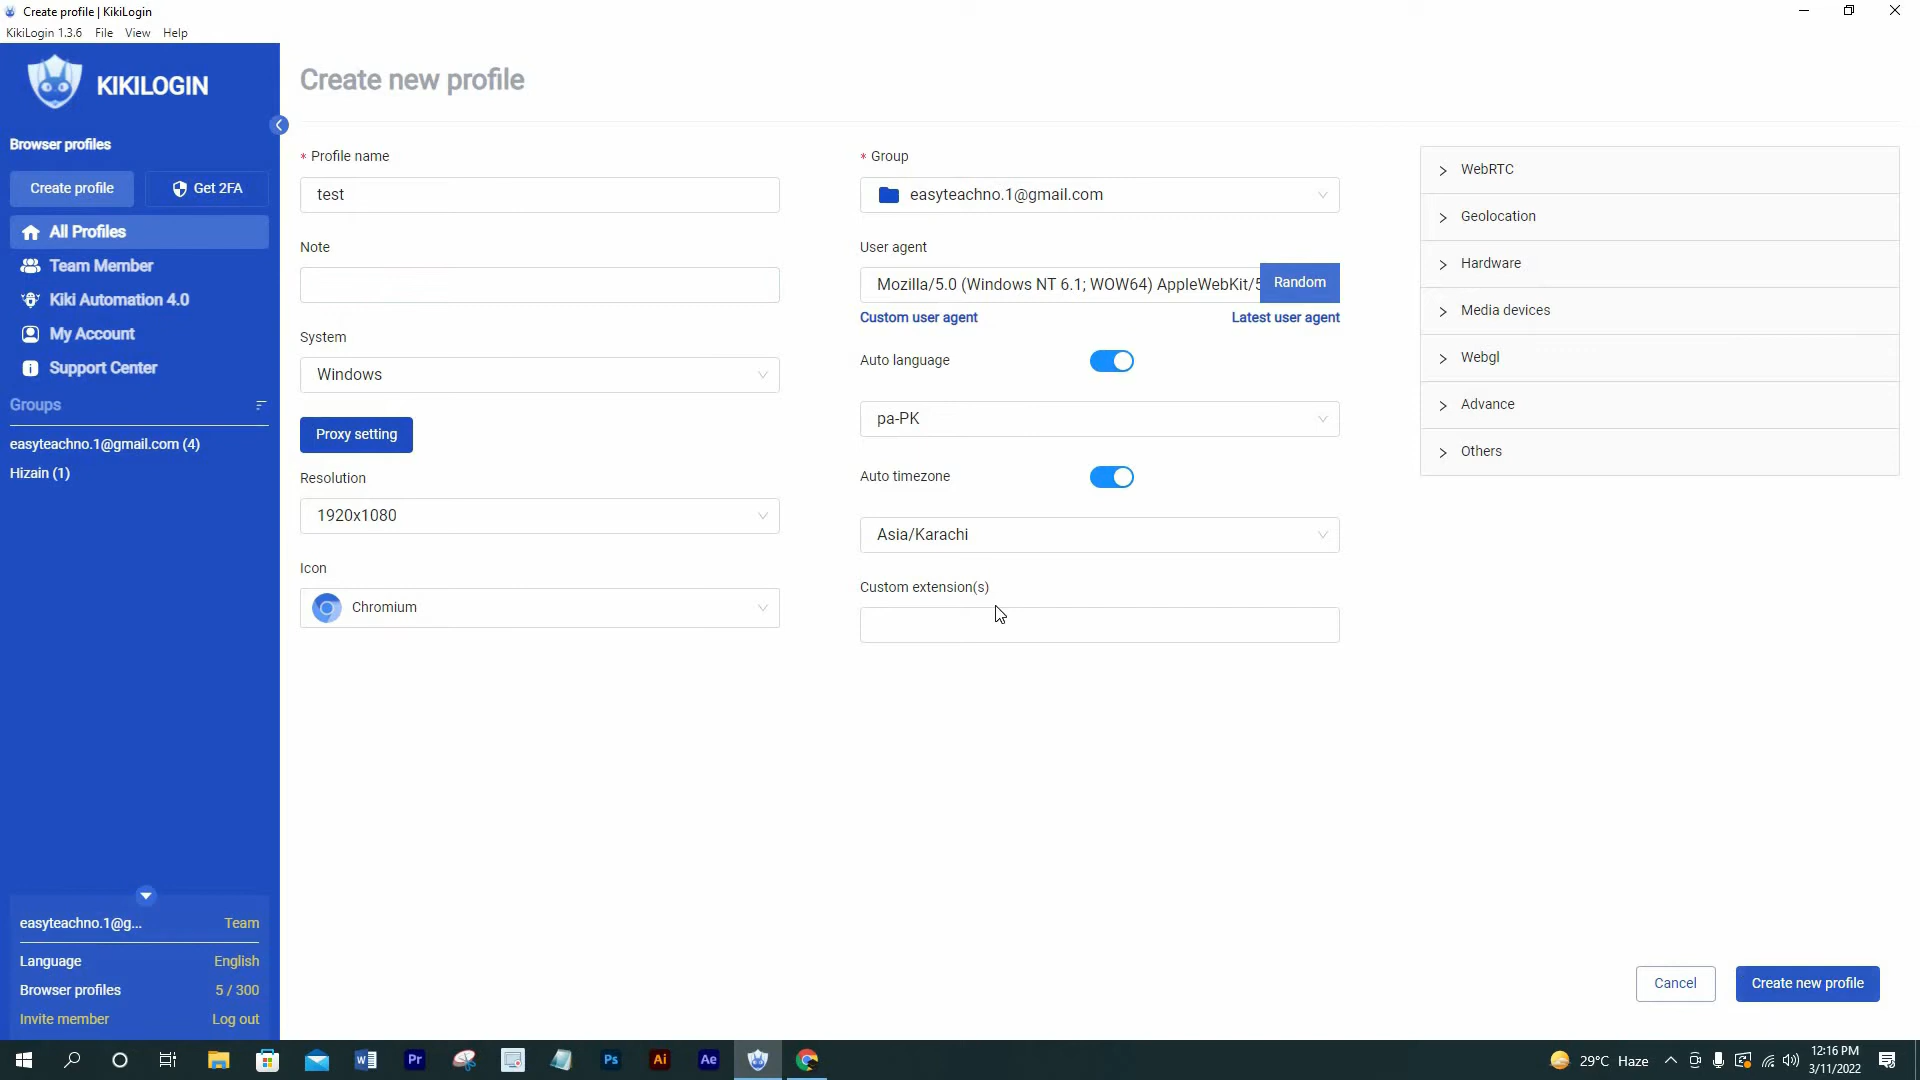 Create profile | KikiLogin
KikiLogin 1.3.6 File View Help
KIKILOGIN
Browser profiles
Create profile
Get 2FA
All Profiles
Team Member
Kiki Automation 4.0
My Account
Support Center
Groups
easyteachno.1@gmail.com (4)
Hizain (1)
easyteachno.1@g... Team
Language English
Browser profiles 5 / 300
Invite member Log out
Create new profile
* Profile name
test
Note
System
Windows
Proxy setting
Resolution
1920x1080
Icon
Chromium
* Group
easyteachno.1@gmail.com
User agent
Mozilla/5.0 (Windows NT 6.1; WOW64) AppleWebKit/5
Random
Custom user agent Latest user agent
Auto language
pa-PK
Auto timezone
Asia/Karachi
Custom extension(s)
WebRTC
Geolocation
Hardware
Media devices
Webgl
Advance
Others
Cancel
Create new profile
W
Pr
Ps
Ai
Ae
29°C Haze
12:16 PM
3/11/2022